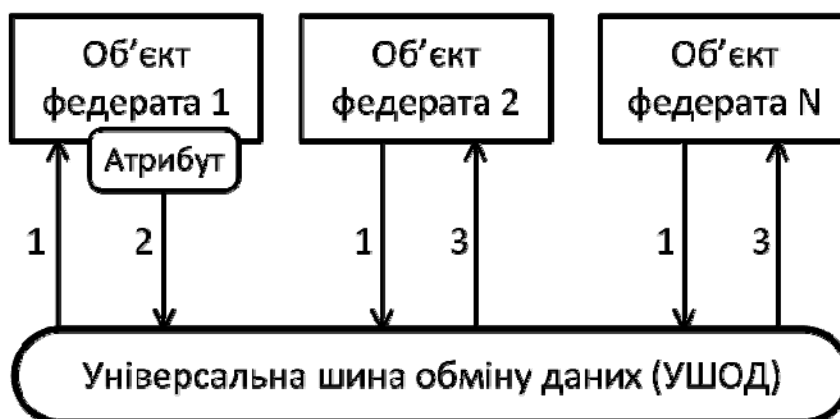 Об’єкт
федерата 1
Об’єкт
федерата 2
Об’єкт
федерата N
Атрибут
1
2
1
3
1
3
Універсальна шина обміну даних (УШОД)